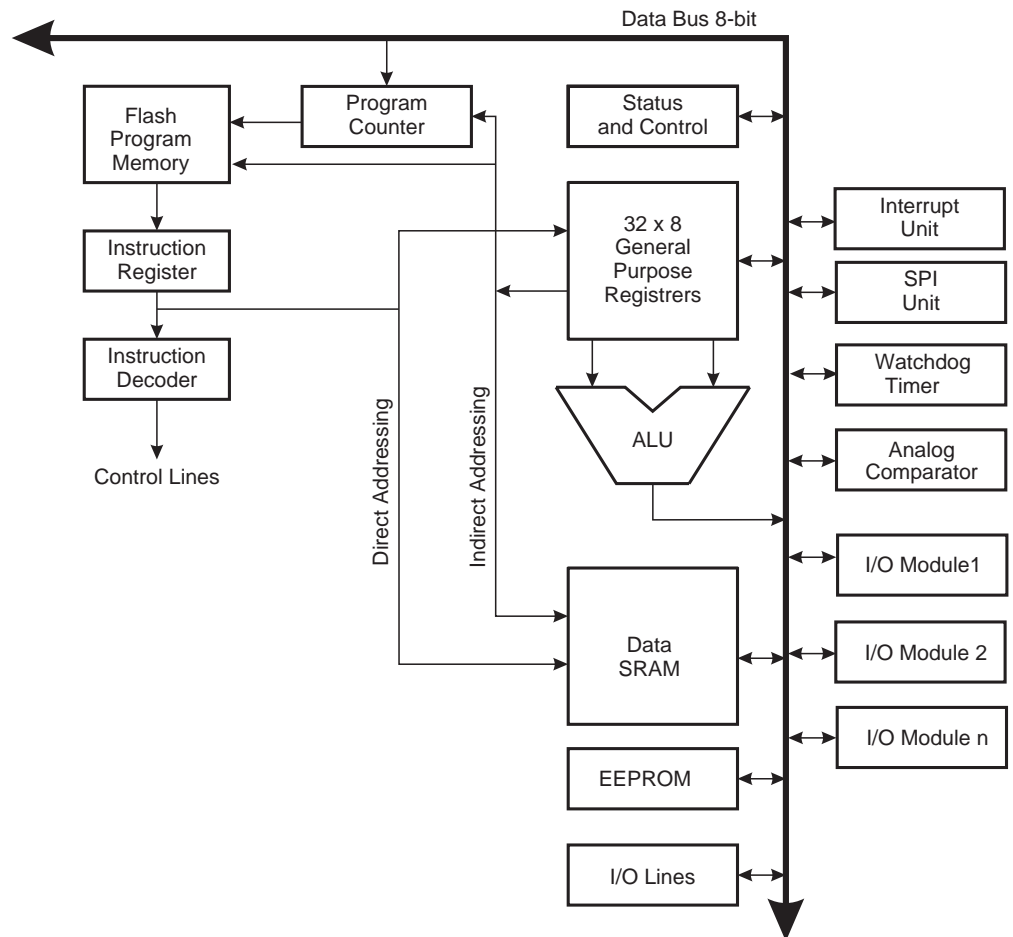 Data Bus 8-bit
Flash
Program
Memory
Program
Counter
Status
and Control
Interrupt
Unit
32 x 8
General
Purpose
Registrers
Instruction
Register
SPI
Unit
Instruction
Decoder
Watchdog
Timer
Direct Addressing
Indirect Addressing
ALU
Analog
Comparator
Control Lines
I/O Module1
Data
SRAM
I/O Module 2
I/O Module n
EEPROM
I/O Lines